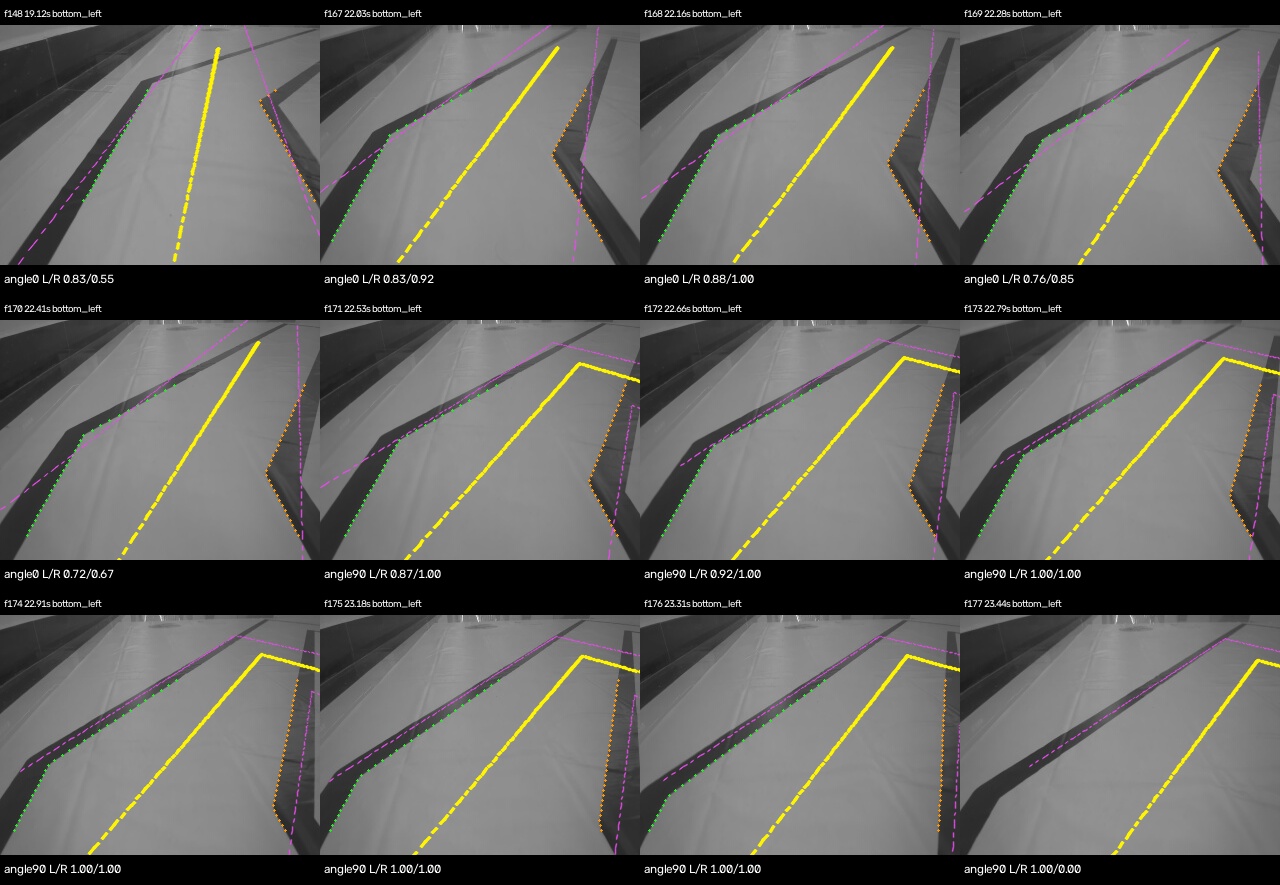 f148 19.12s bottom_left
f167 22.03s bottom_left
f168 22.16s bottom_left
f169 22.28s bottom_left
angle0 L/R 0.83/0.55
angle0 L/R 0.83/0.92
angle0 L/R 0.88/1.00
angle0 L/R 0.76/0.85
f170 22.41s bottom_left
f171 22.53s bottom_left
f172 22.66s bottom_left
f173 22.79s bottom_left
angle0 L/R 0.72/0.67
angle90 L/R 0.87/1.00
angle90 L/R 0.92/1.00
angle90 L/R 1.00/1.00
f174 22.91s bottom_left
f175 23.18s bottom_left
f176 23.31s bottom_left
f177 23.44s bottom_left
angle90 L/R 1.00/1.00
angle90 L/R 1.00/1.00
angle90 L/R 1.00/1.00
angle90 L/R 1.00/0.00